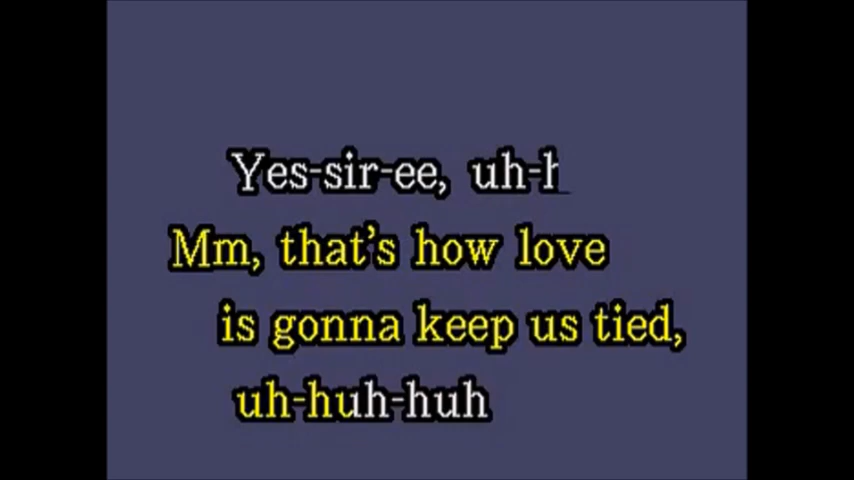 Yes-sir-ee, uh-h
Mm, that's how love
is gonna keep us tied,
uh-huh-huh